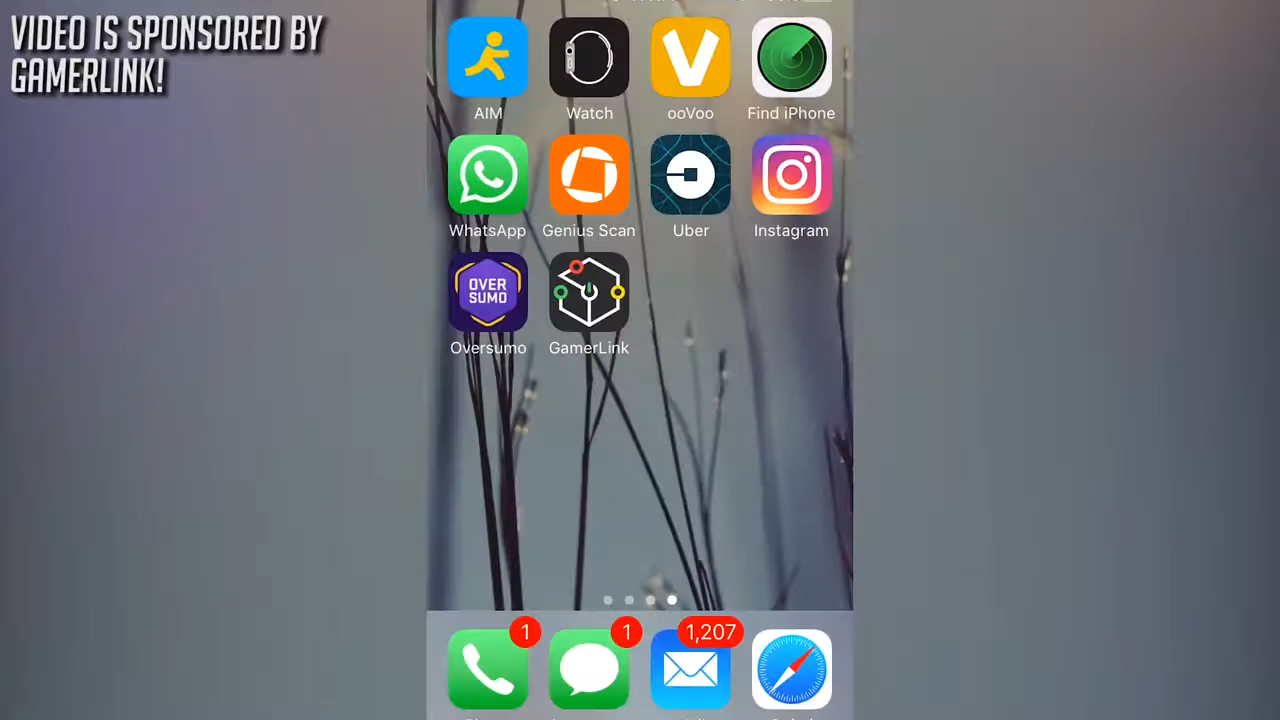 VIDEO IS SPONSORED BY
GAMERLINK!
AIM Watch ooVoo Find iPhone
WhatsApp Genius Scan Uber Instagram
OVER
SUMO
Oversumo GamerLink
1 1 1,207